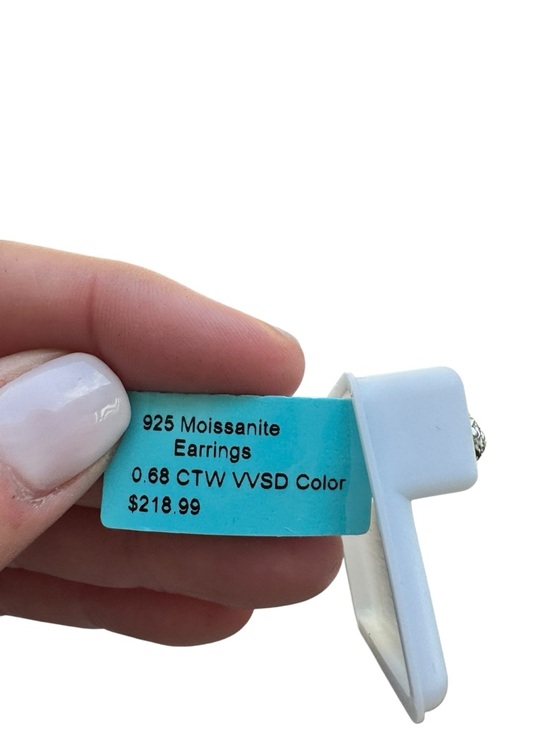 925 Moissanite
Earrings
0.68 CTW VVSD Color
$218.99